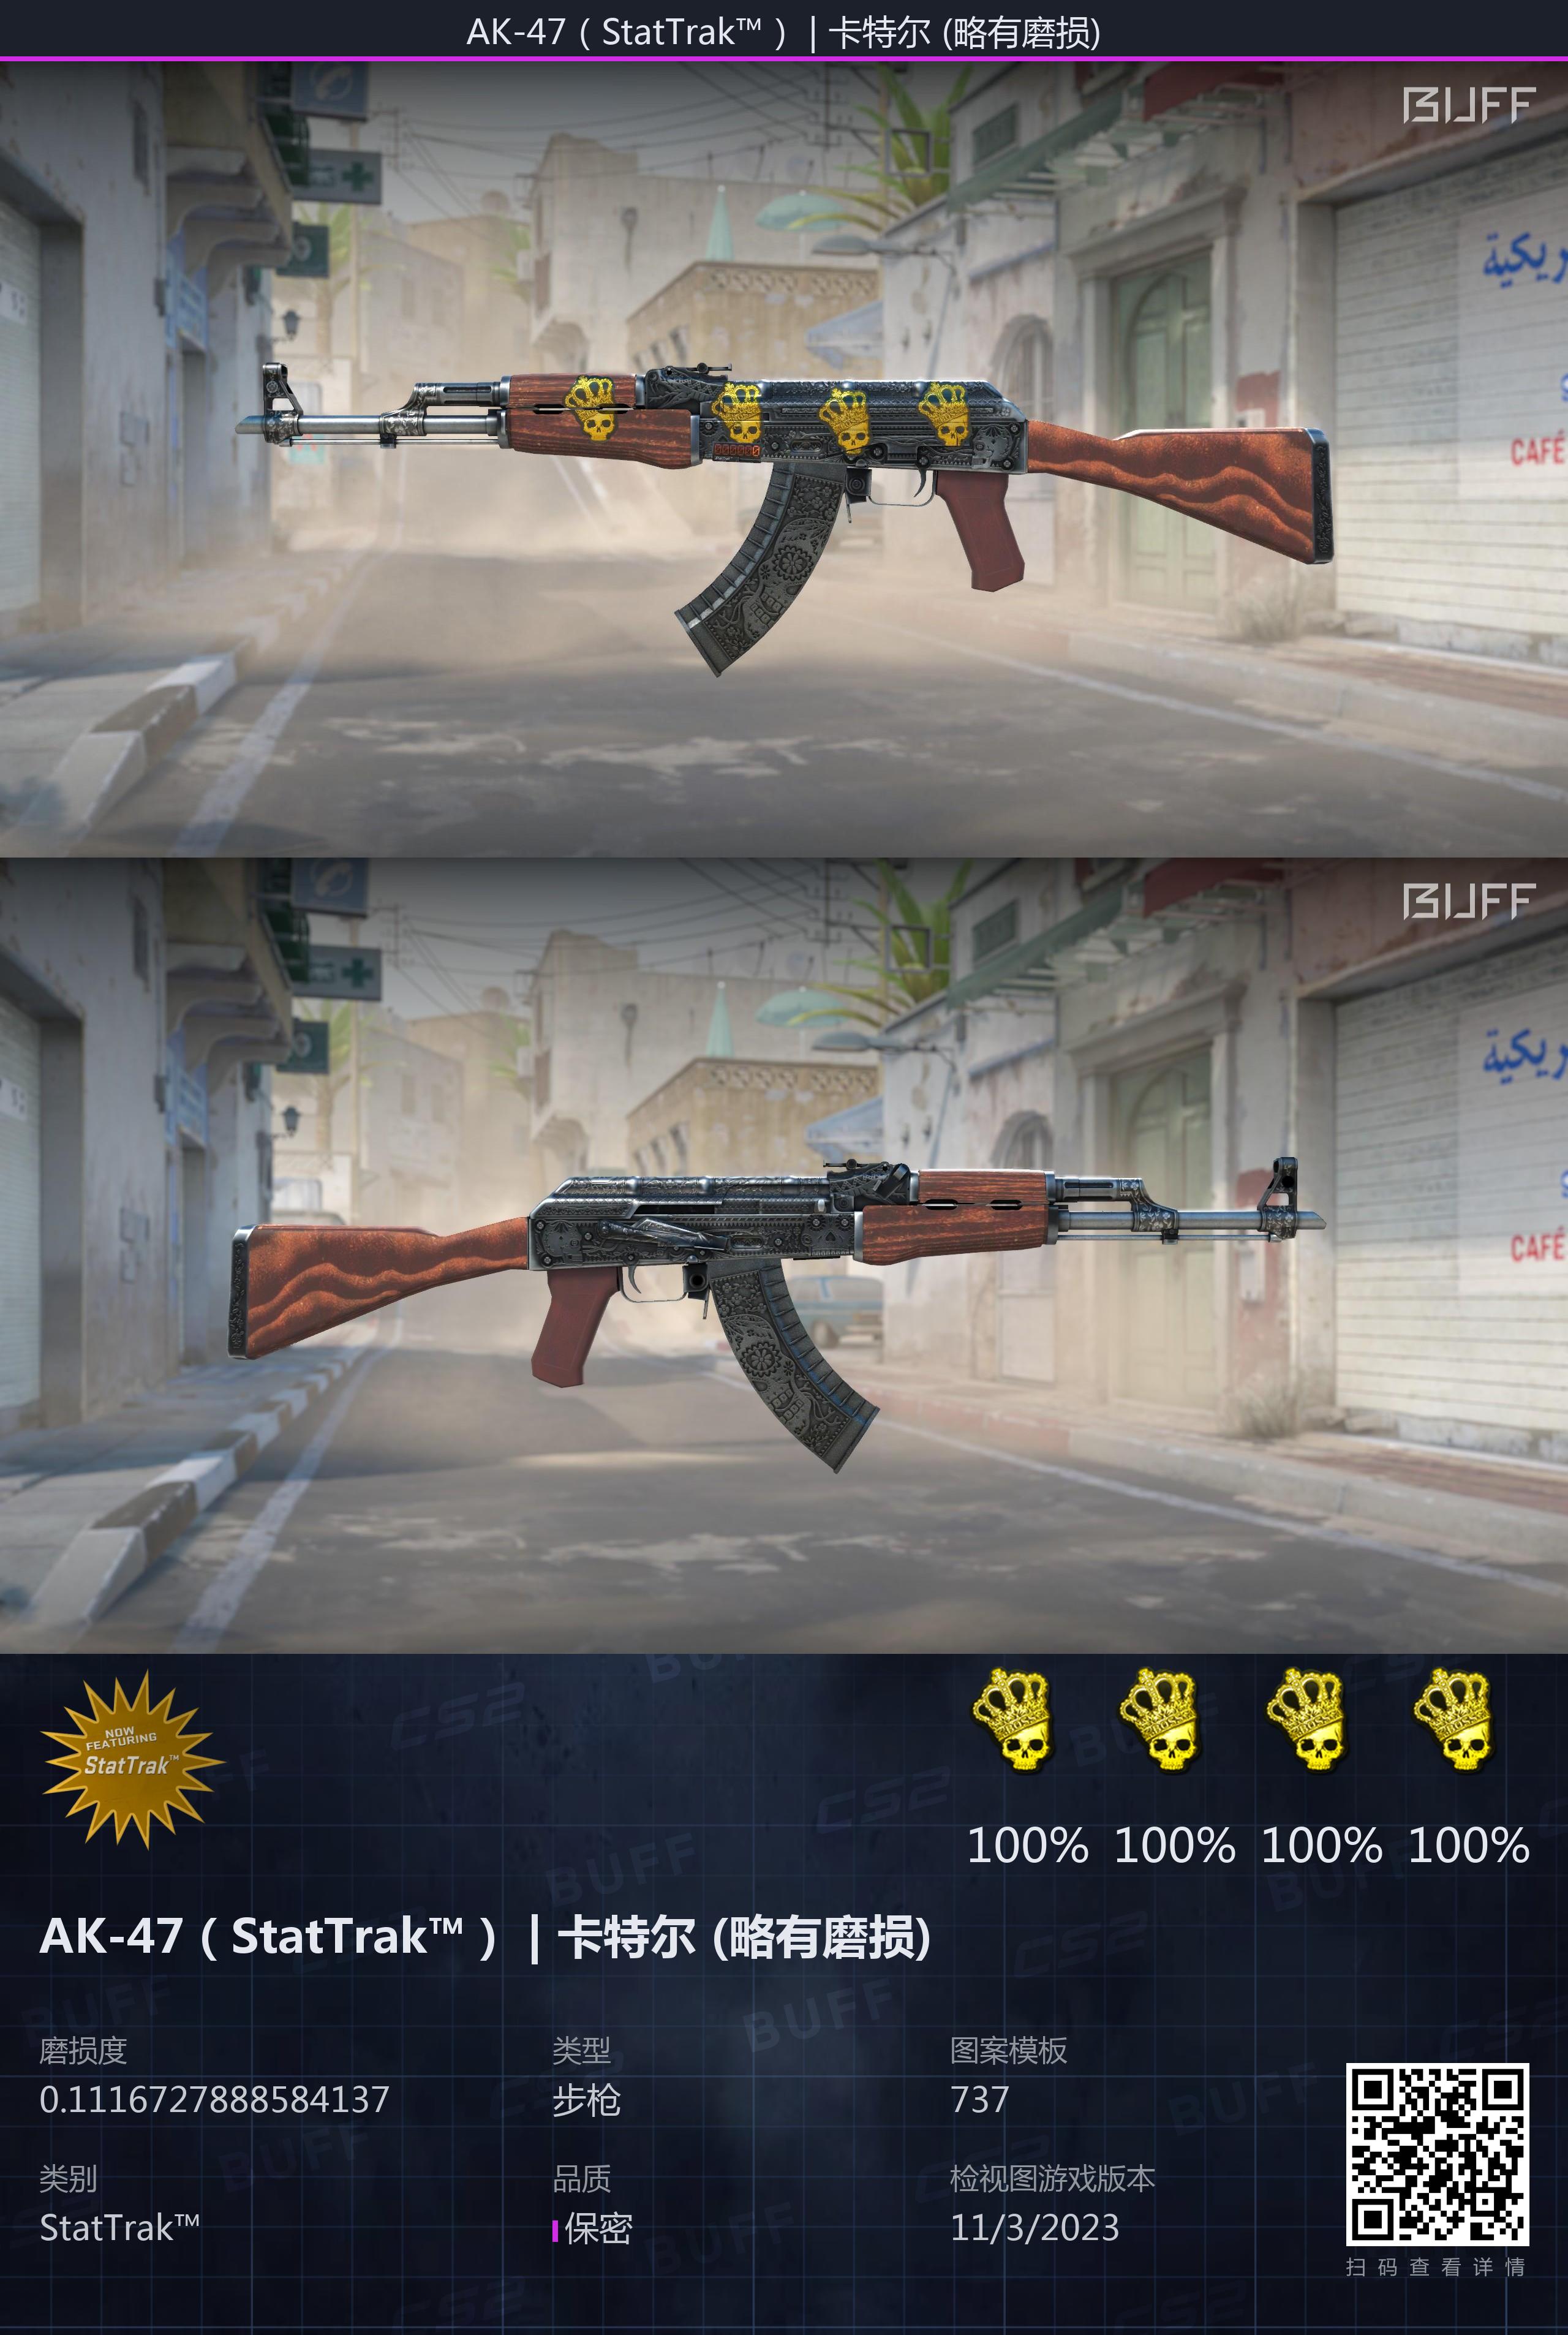 AK-47（StatTrak™）｜卡特尔 (略有磨损)
BUFF
CAFÉ
000000
BUFF
CAFÉ
NOW
FEATURING
StatTrak™
100% 100% 100% 100%
AK-47（StatTrak™）｜卡特尔 (略有磨损)
磨损度 类型 图案模板
0.1116727888584137 步枪 737
类别 品质 检视图游戏版本
StatTrak™ 保密 11/3/2023
扫码查看详情